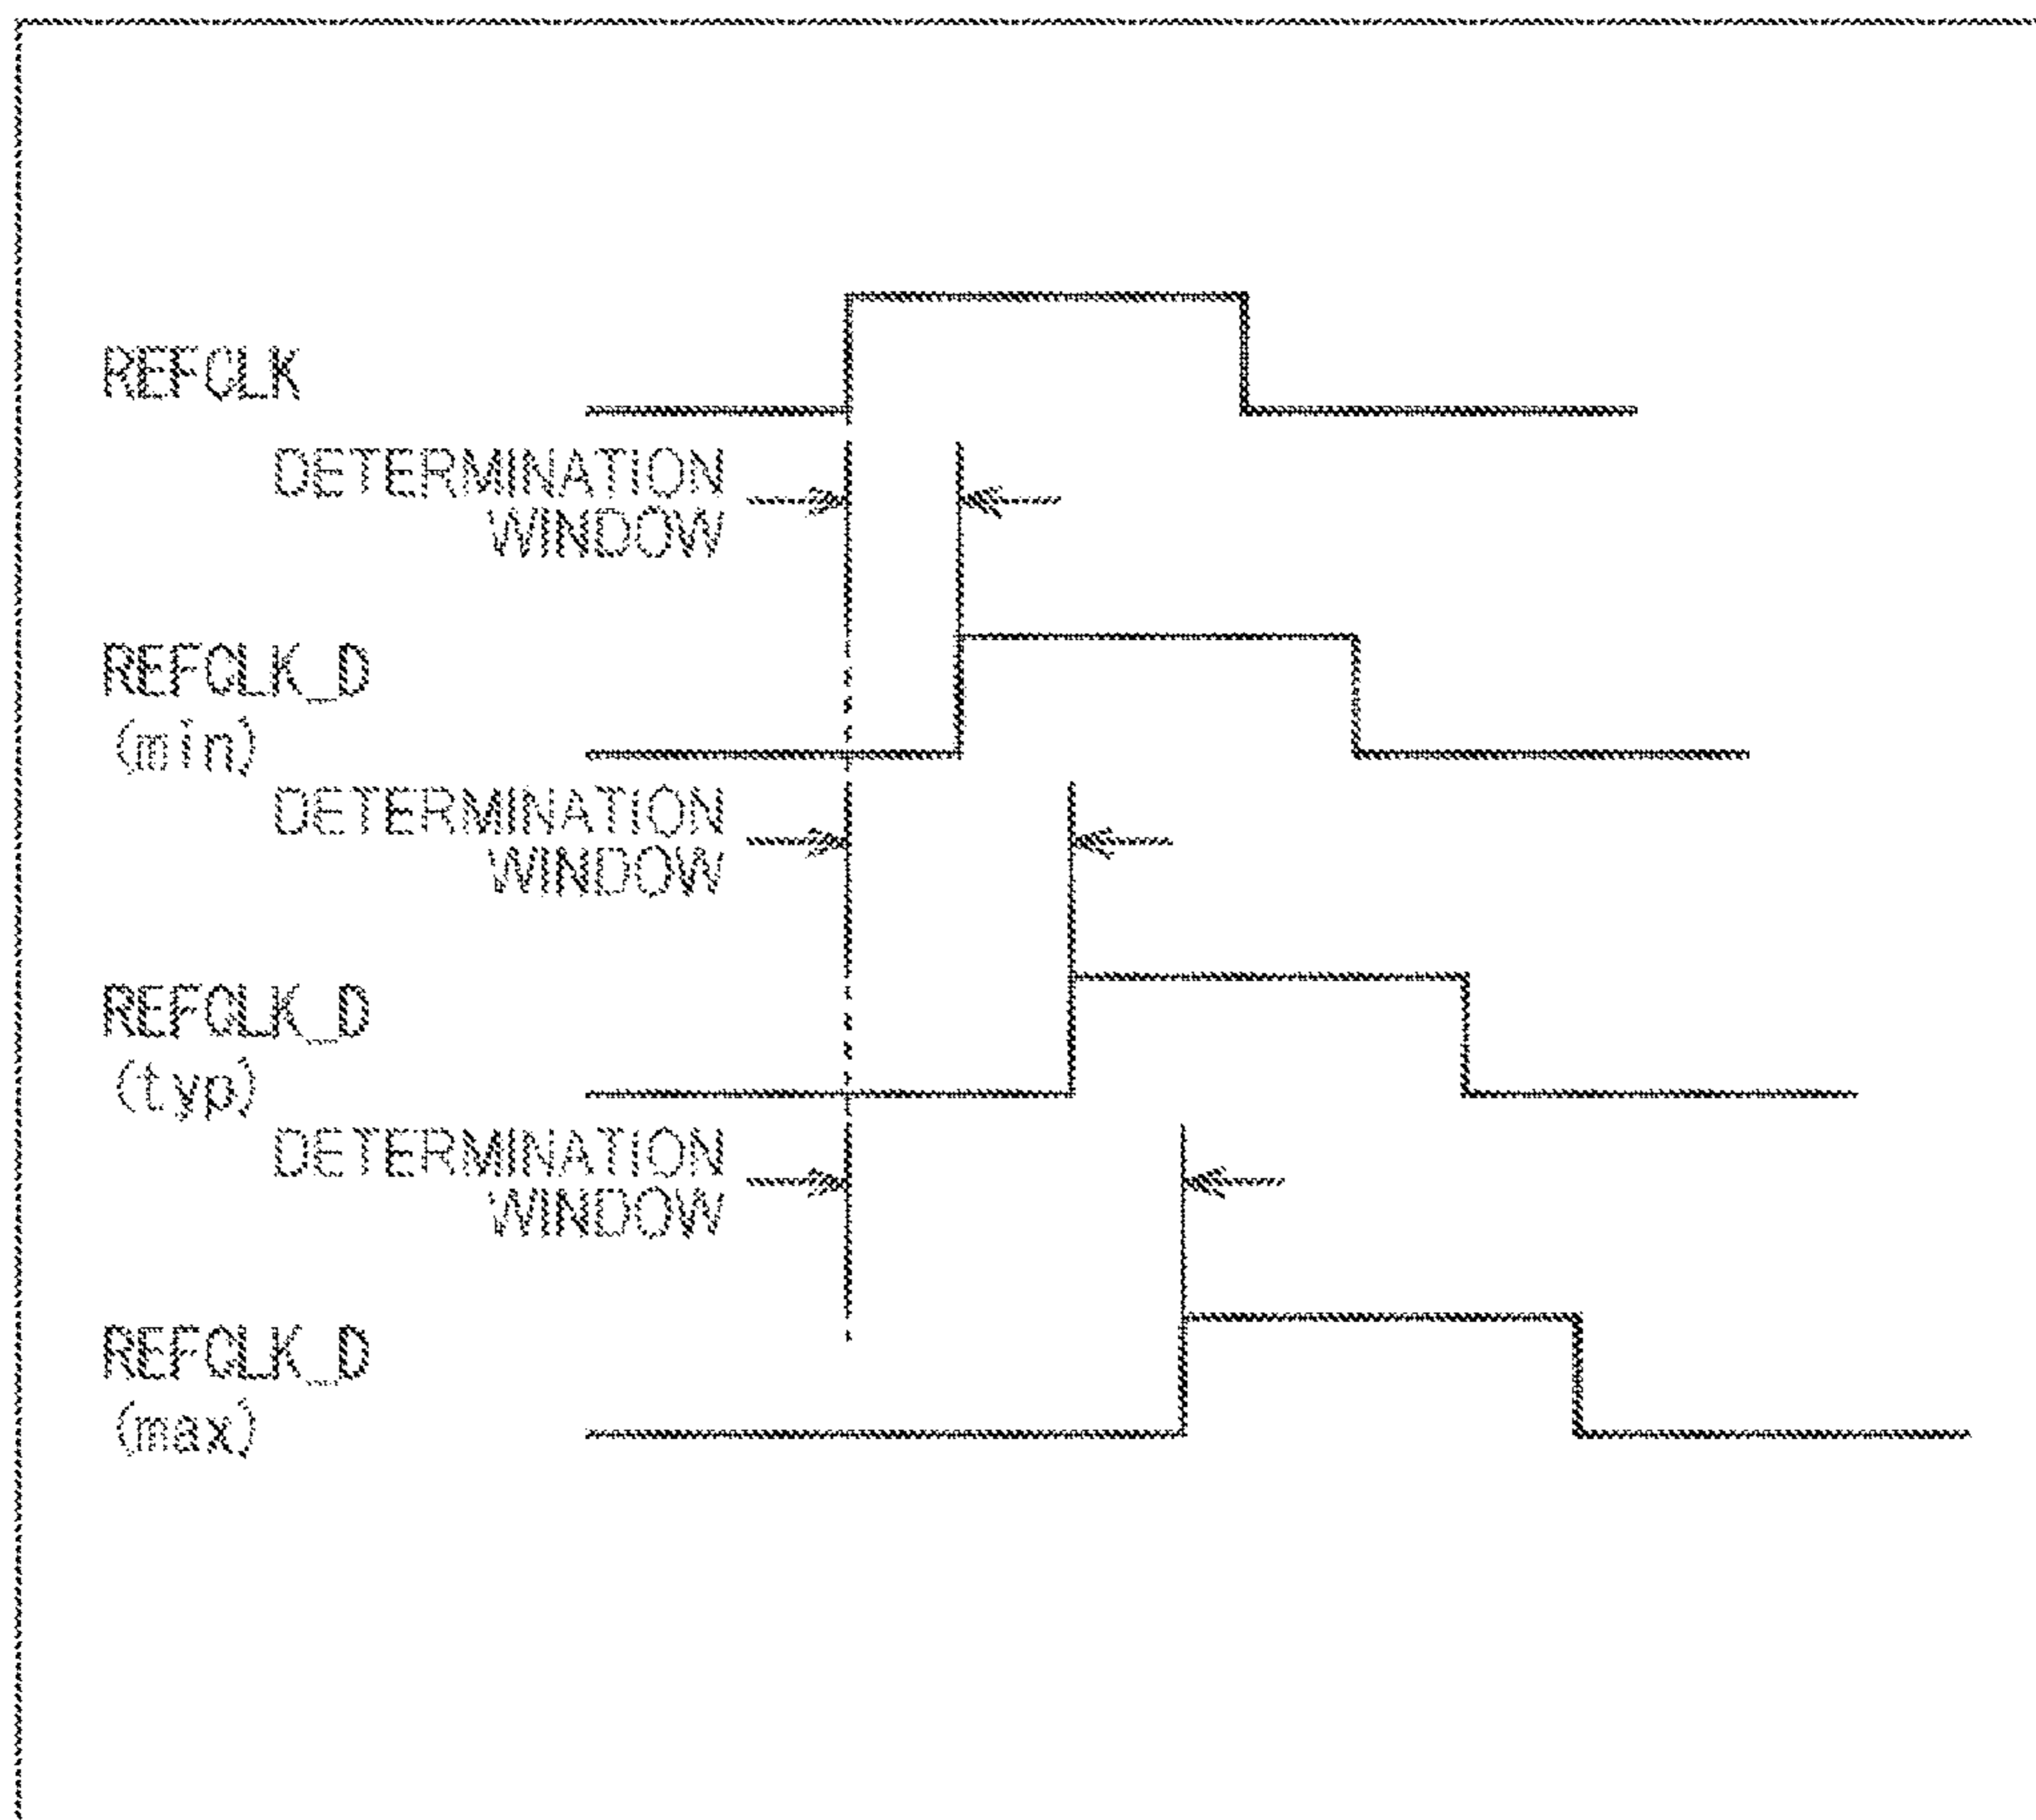 REFCLK
DETERMINATION
WINDOW
REFCLK_D
(min)
DETERMINATION
WINDOW
REFCLK_D
(typ)
DETERMINATION
WINDOW
REFCLK_D
(max)